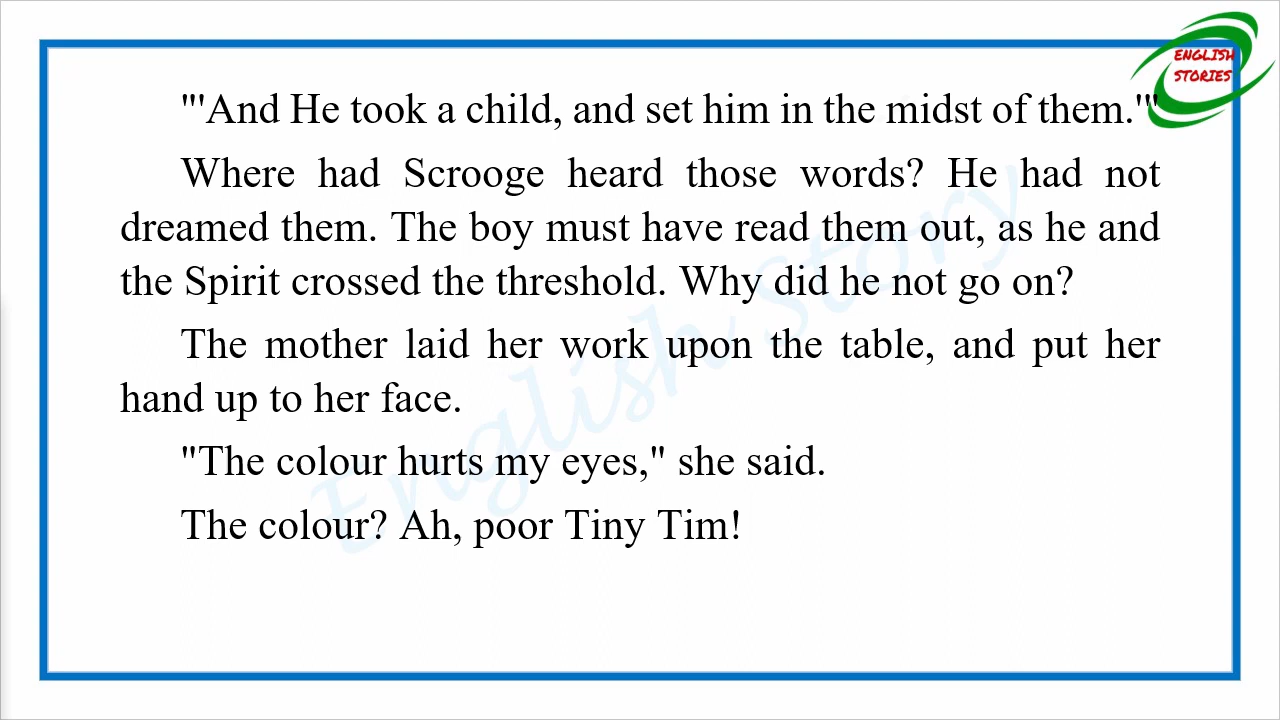 ENGLISH
STORIES
"'And He took a child, and set him in the midst of them.'"
Where had Scrooge heard those words? He had not
dreamed them. The boy must have read them out, as he and
the Spirit crossed the threshold. Why did he not go on?
The mother laid her work upon the table, and put her
hand up to her face.
"The colour hurts my eyes," she said.
The colour? Ah, poor Tiny Tim!
English Story